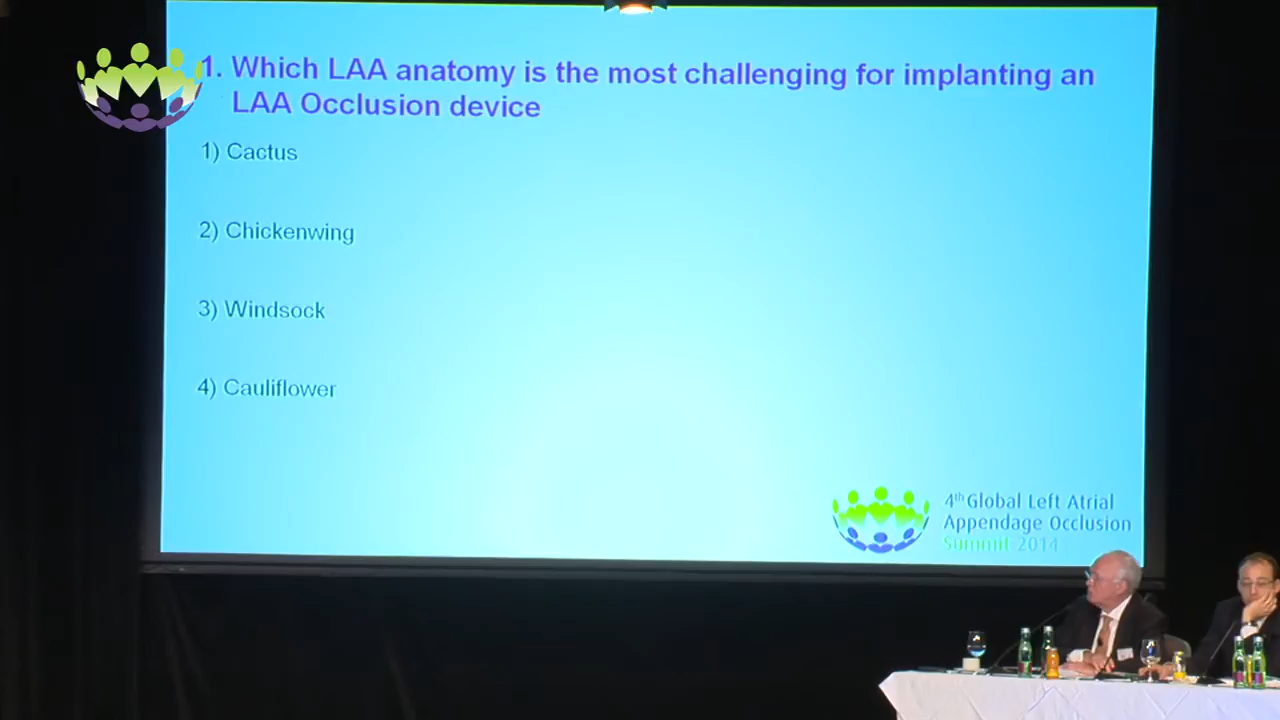 1. Which LAA anatomy is the most challenging for implanting an
LAA Occlusion device
1) Cactus
2) Chickenwing
3) Windsock
4) Cauliflower
4th Global Left Atrial
Appendage Occlusion
Summit 2014